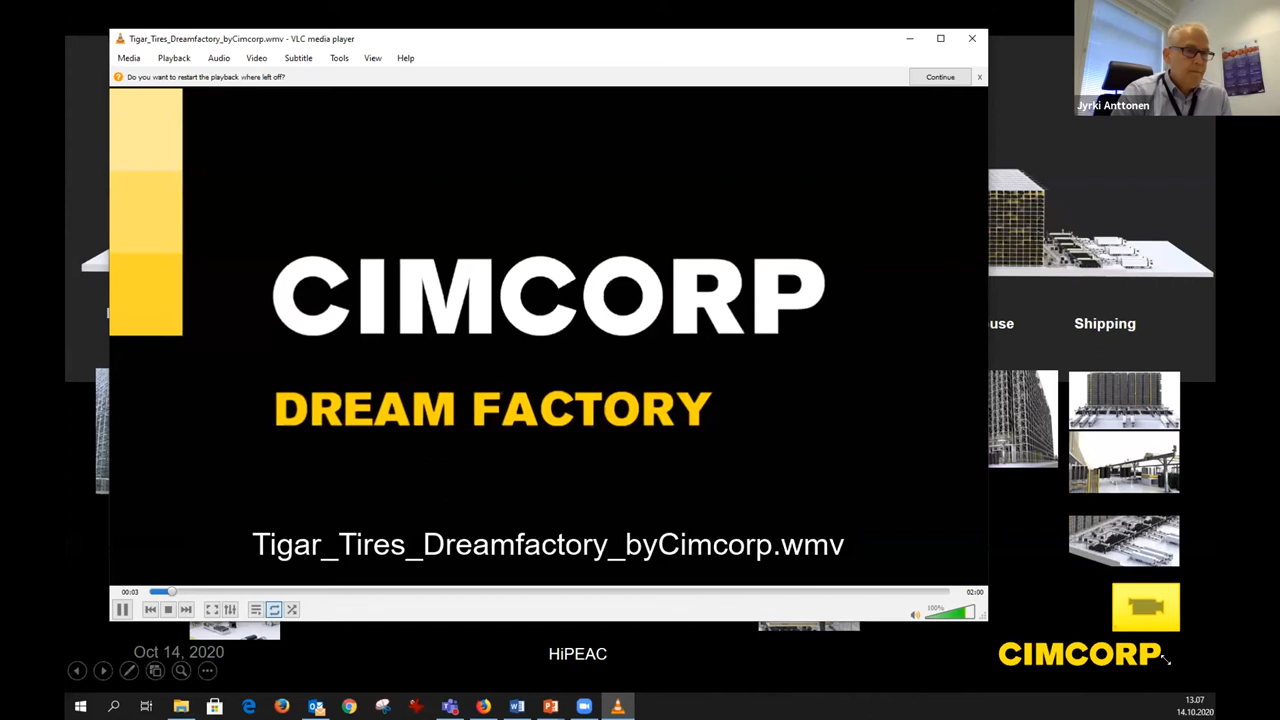 Tigar_Tires_Dreamfactory_byCimcorp.wmv - VLC media player
Media Playback Audio Video Subtitle Tools View Help
Do you want to restart the playback where left off?
Continue
x
Jyrki Anttonen
CIMCORP
DREAM FACTORY
use
Shipping
Tigar_Tires_Dreamfactory_byCimcorp.wmv
00:03
02:00
100%
Oct 14, 2020
HiPEAC
CIMCORP
13.07
14.10.2020